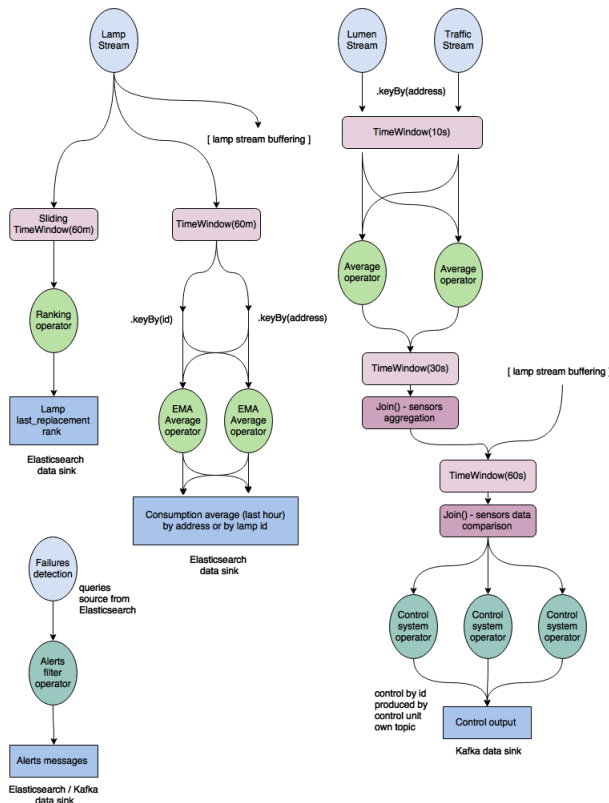 Lamp
Stream
[ lamp stream buffering ]
Sliding
TimeWindow(60m)
TimeWindow(60m)
Ranking
operator
.keyBy(id)
.keyBy(address)
Lamp
last_replacement
rank
Elasticsearch
data sink
EMA
Average
operator
EMA
Average
operator
Consumption average (last hour)
by address or by lamp id
Elasticsearch
data sink
Failures
detection
queries
source from
Elasticsearch
Alerts
filter
operator
Alerts messages
Elasticsearch / Kafka
data sink
Lumen
Stream
Traffic
Stream
.keyBy(address)
TimeWindow(10s)
Average
operator
Average
operator
TimeWindow(30s)
Join() - sensors
aggregation
[ lamp stream buffering ]
TimeWindow(60s)
Join() - sensors data
comparison
Control
system
operator
Control
system
operator
Control
system
operator
control by id
produced by
control unit
own topic
Control output
Kafka data sink